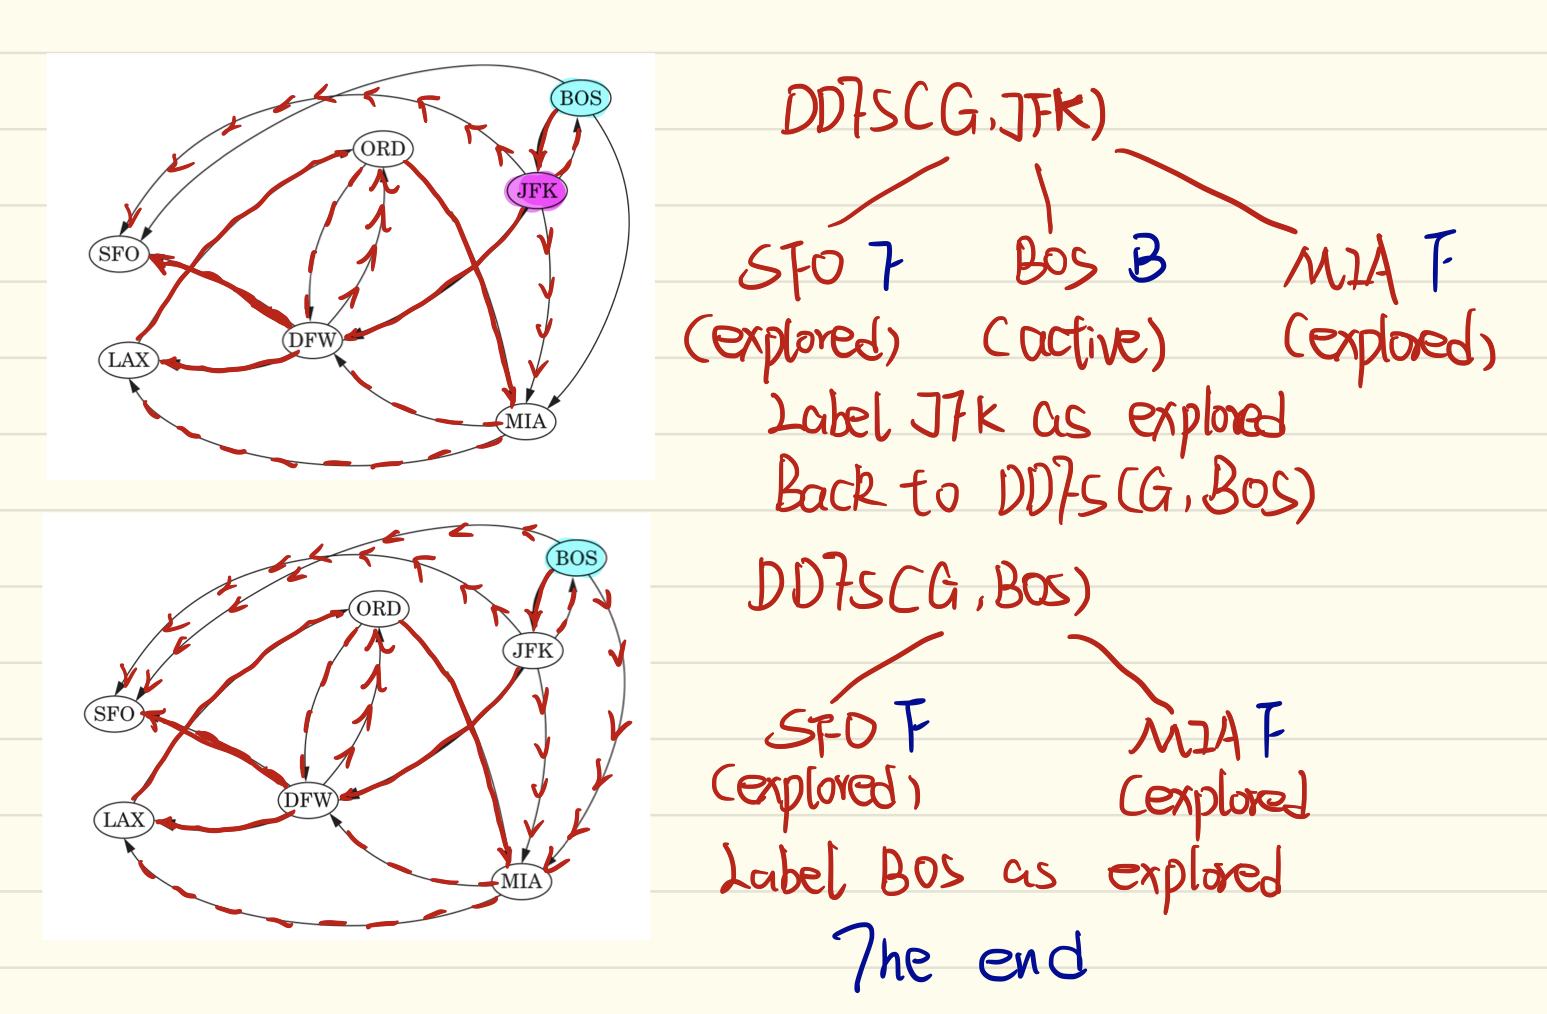 BOS
ORD
JFK
SFO
DFW
LAX
MIA
DDFS(G,JFK)
SFO F BOS B MIA F
(explored) (active) (explored)
Label JFK as explored
Back to DDFS(G,BOS)
BOS
ORD
JFK
SFO
DFW
LAX
MIA
DDFS(G,BOS)
SFO F MIA F
(explored) (explored
Label BOS as explored
The end